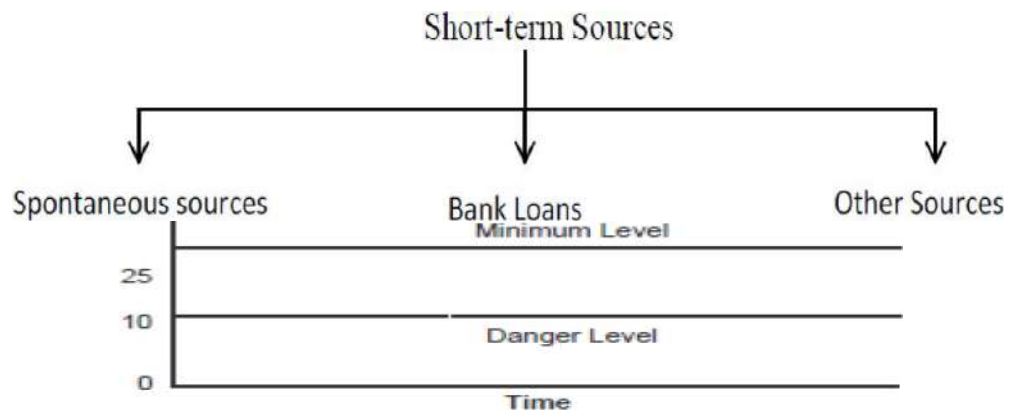 Short-term Sources
Spontaneous sources Bank Loans Other Sources
Minimum Level
25
10
Danger Level
0
Time